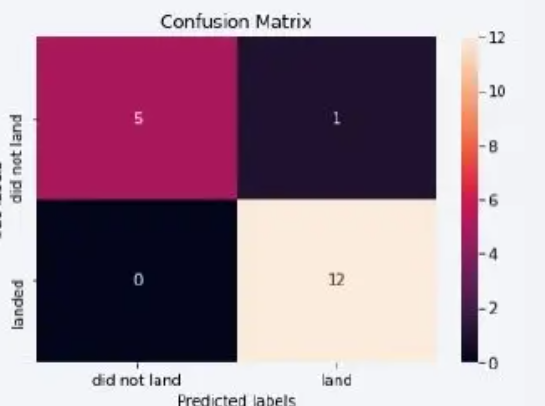 Confusion Matrix
did not land
5
1
landed
0
12
did not land
land
Predicted labels
12
10
8
6
4
2
0